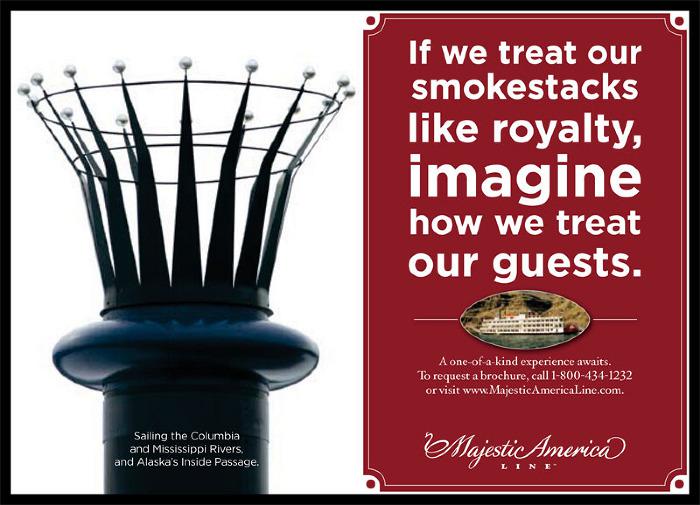 If we treat our
smokestacks
like royalty,
imagine
how we treat
our guests.
A one-of-a-kind experience awaits.
To request a brochure, call 1-800-434-1232
or visit www.MajesticAmericaLine.com.
Majestic America
LINE™
Sailing the Columbia
and Mississippi Rivers,
and Alaska's Inside Passage.